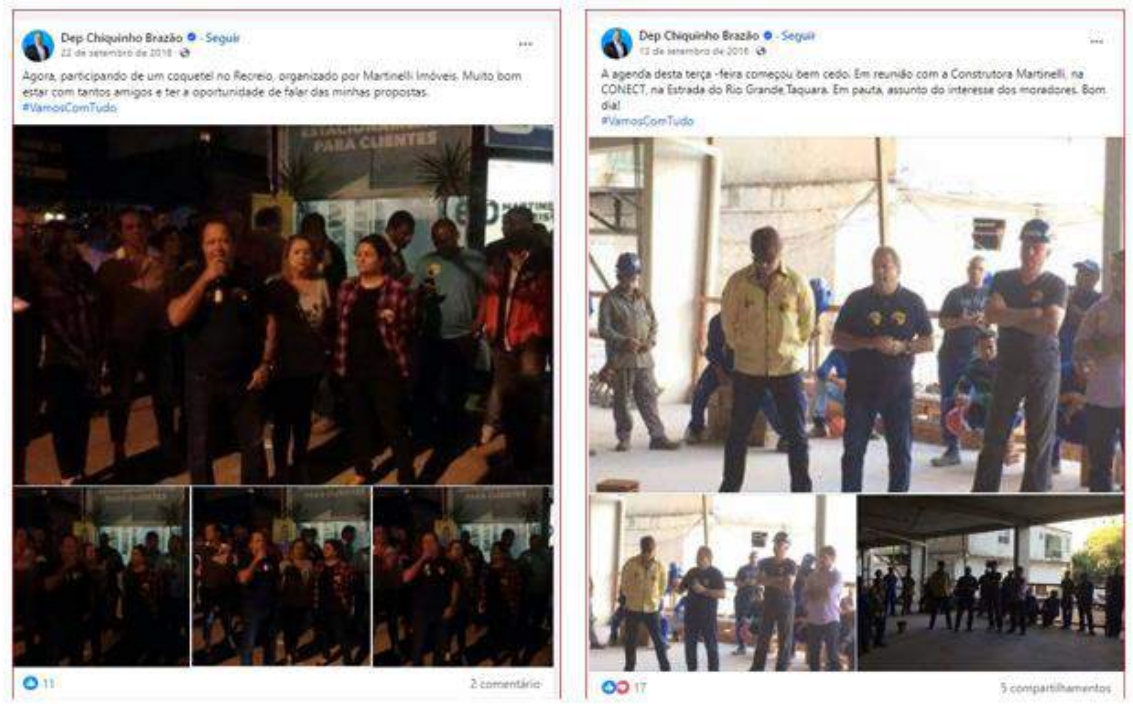 Dep Chiquinho Brazão · Seguir
22 de setembro de 2018
Agora, participando de um coquetel no Recreio, organizado por Martinelli Imóveis. Muito bom
estar com tantos amigos e ter a oportunidade de falar das minhas propostas.
#VamosComTudo
ESTACIONAMENTO
PARA CLIENTES
11
2 comentário
Dep Chiquinho Brazão · Seguir
13 de setembro de 2016
A agenda desta terça -feira começou bem cedo. Em reunião com a Construtora Martinelli, na
CONECT, na Estrada do Rio Grande,Taquara. Em pauta, assunto do interesse dos moradores. Bom
dia!
#VamosComTudo
17
5 compartilhamentos